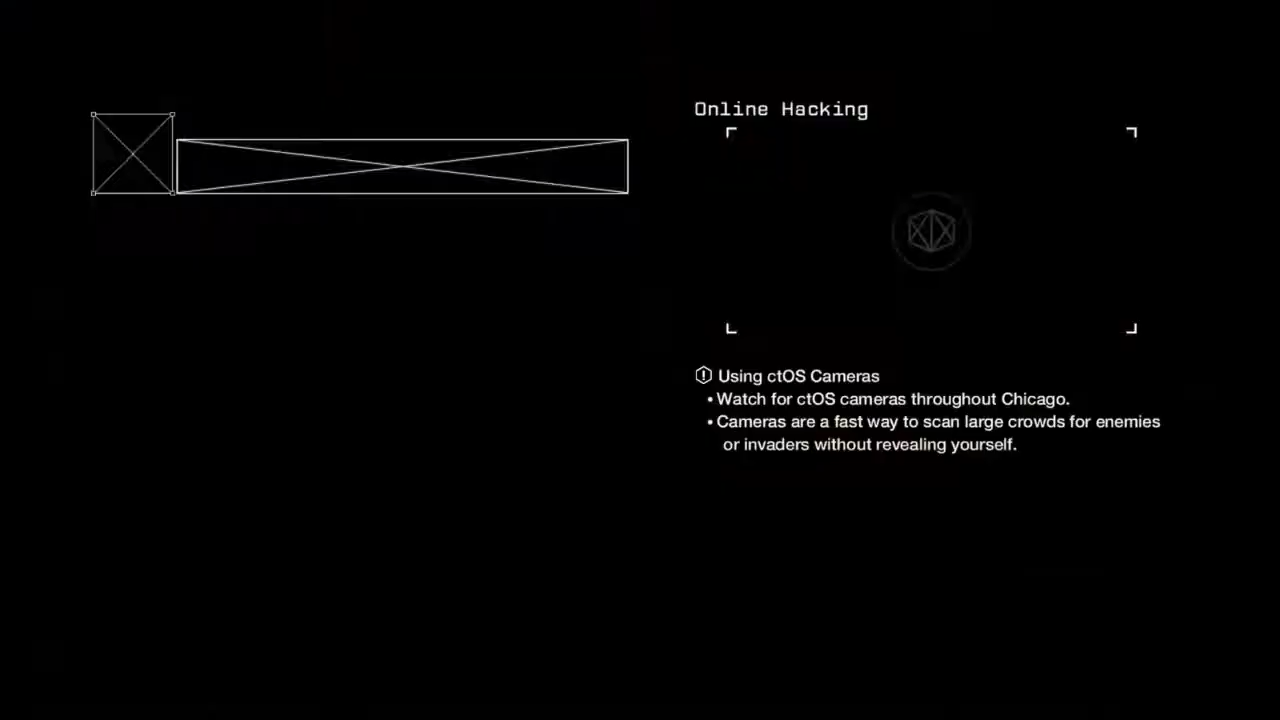 Online Hacking
Using ctOS Cameras
• Watch for ctOS cameras throughout Chicago.
• Cameras are a fast way to scan large crowds for enemies
or invaders without revealing yourself.